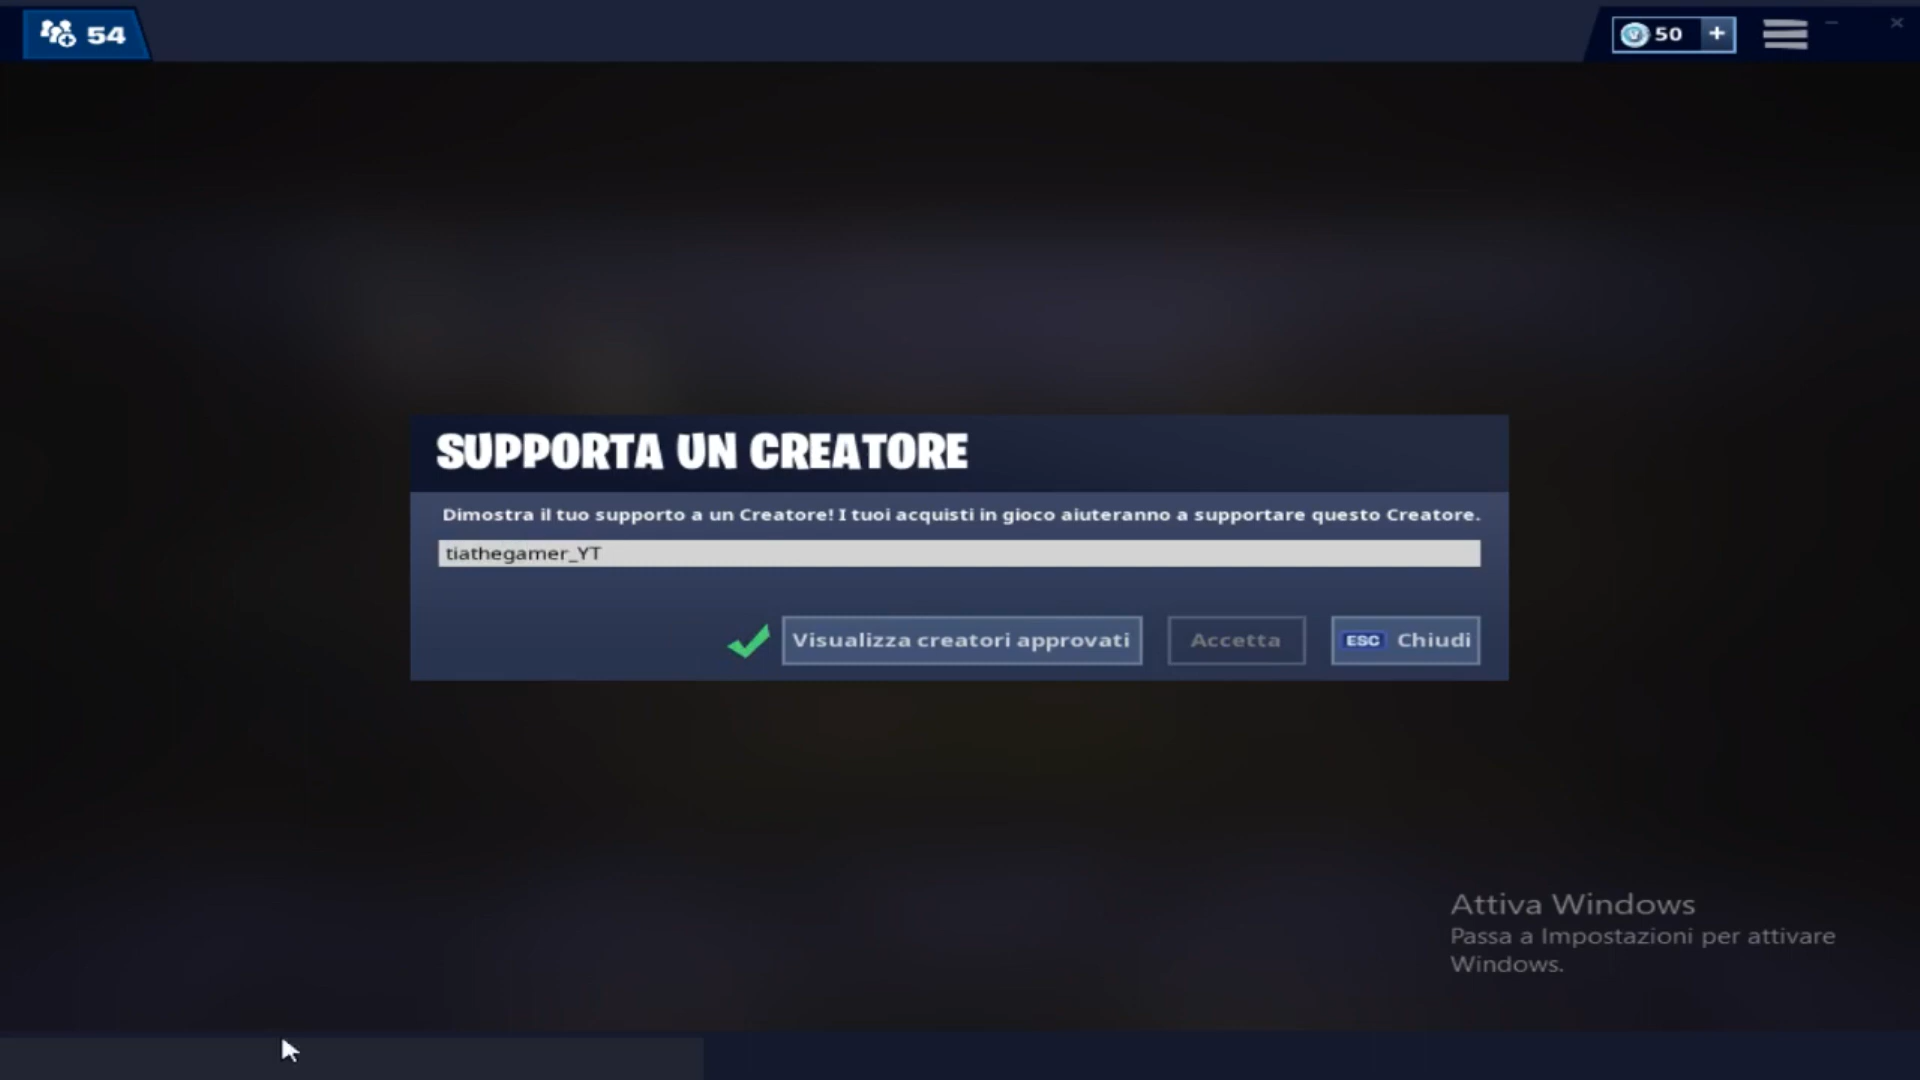 54
50 +
SUPPORTA UN CREATORE
Dimostra il tuo supporto a un Creatore! I tuoi acquisti in gioco aiuteranno a supportare questo Creatore.
tiathegamer_YT
Visualizza creatori approvati
Accetta
ESC Chiudi
Attiva Windows
Passa a Impostazioni per attivare
Windows.